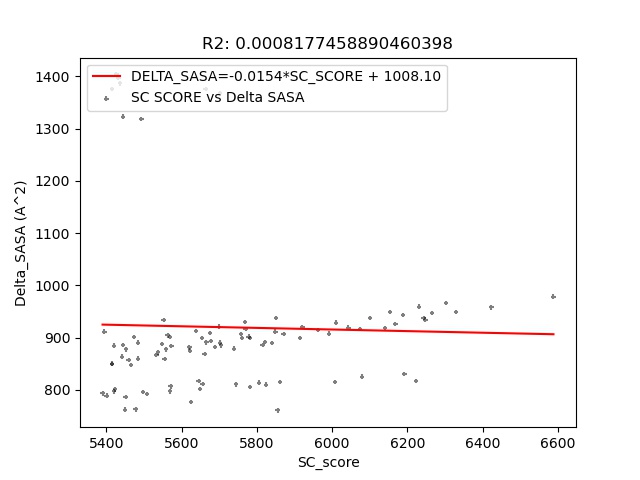 R2: 0.0008177458890460398
DELTA_SASA=-0.0154*SC_SCORE + 1008.10
SC SCORE vs Delta SASA
1400
1300
1200
1100
1000
900
800
Delta_SASA (A^2)
5400 5600 5800 6000 6200 6400 6600
SC_score